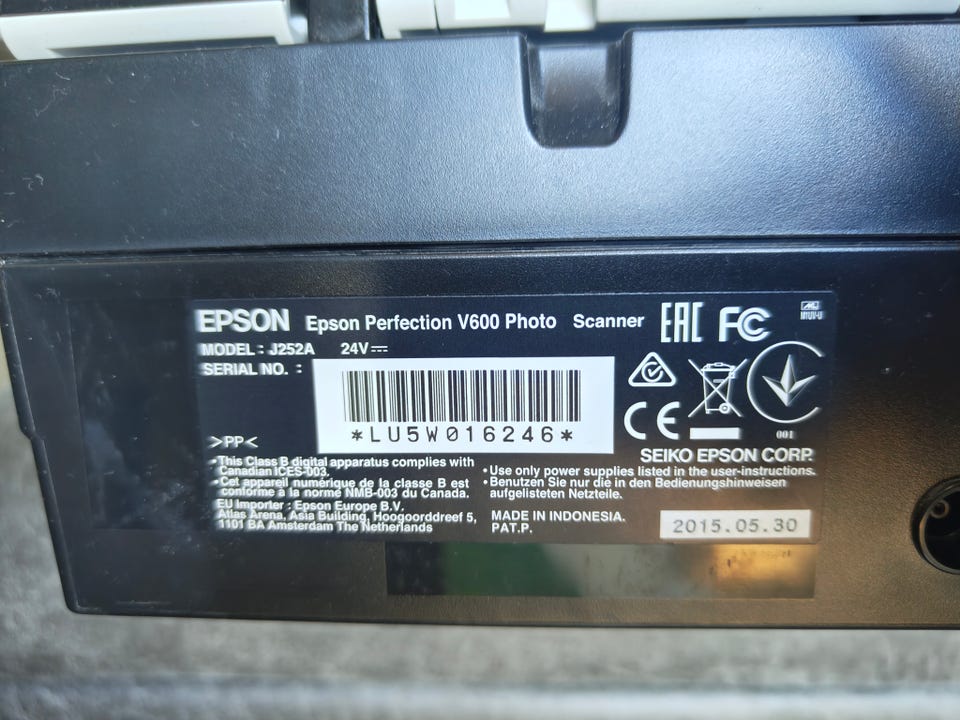 EPSON Epson Perfection V600 Photo Scanner
EAC FC
MODEL : J252A 24V
SERIAL NO. :
*LU5W016246*
>PP<
CE
001
SEIKO EPSON CORP.
•This Class B digital apparatus complies with
Canadian ICES-003.
•Cet appareil numérique de la classe B est
conforme à la norme NMB-003 du Canada.
EU Importer : Epson Europe B.V.
Atlas Arena, Asia Building, Hoogoorddreef 5,
1101 BA Amsterdam The Netherlands
•Use only power supplies listed in the user-instructions.
•Benutzen Sie nur die in den Bedienungshinweisen
aufgelisteten Netzteile.
MADE IN INDONESIA.
PAT.P.
2015.05.30